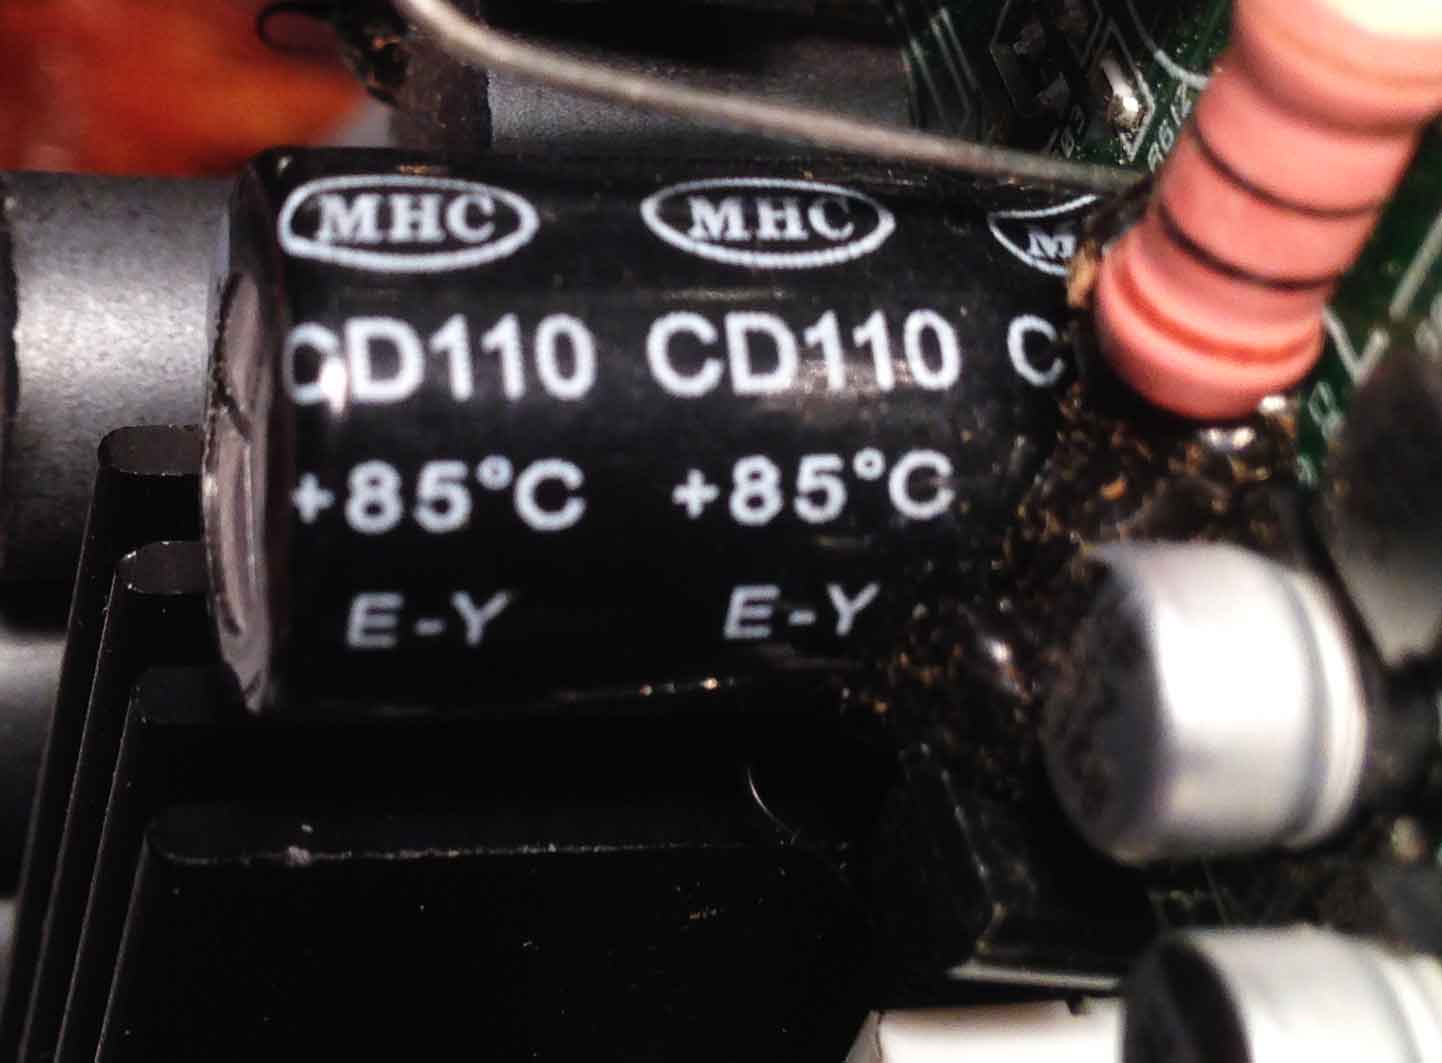 MHC MHC M
CD110 CD110 C
+85°C +85°C
E-Y E-Y